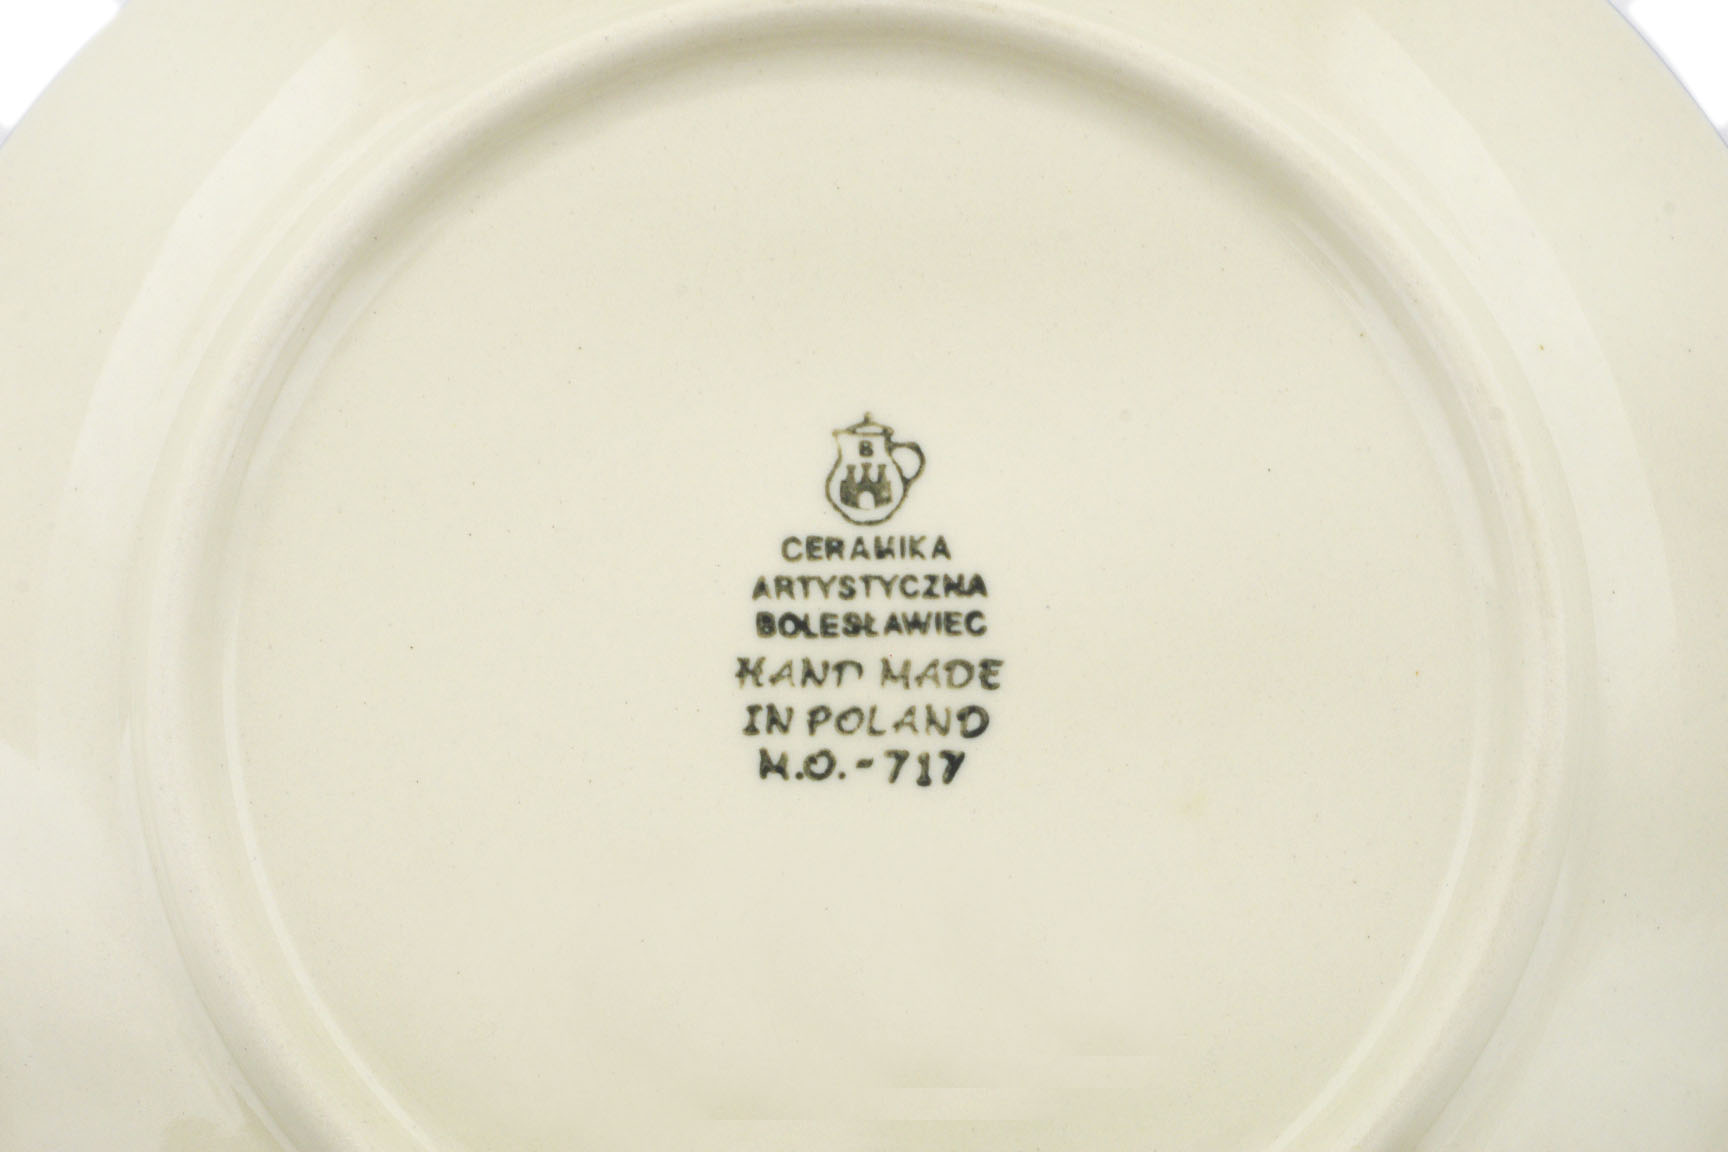 B
CERAMIKA
ARTYSTYCZNA
BOLESŁAWIEC
HAND MADE
IN POLAND
M.O.-717